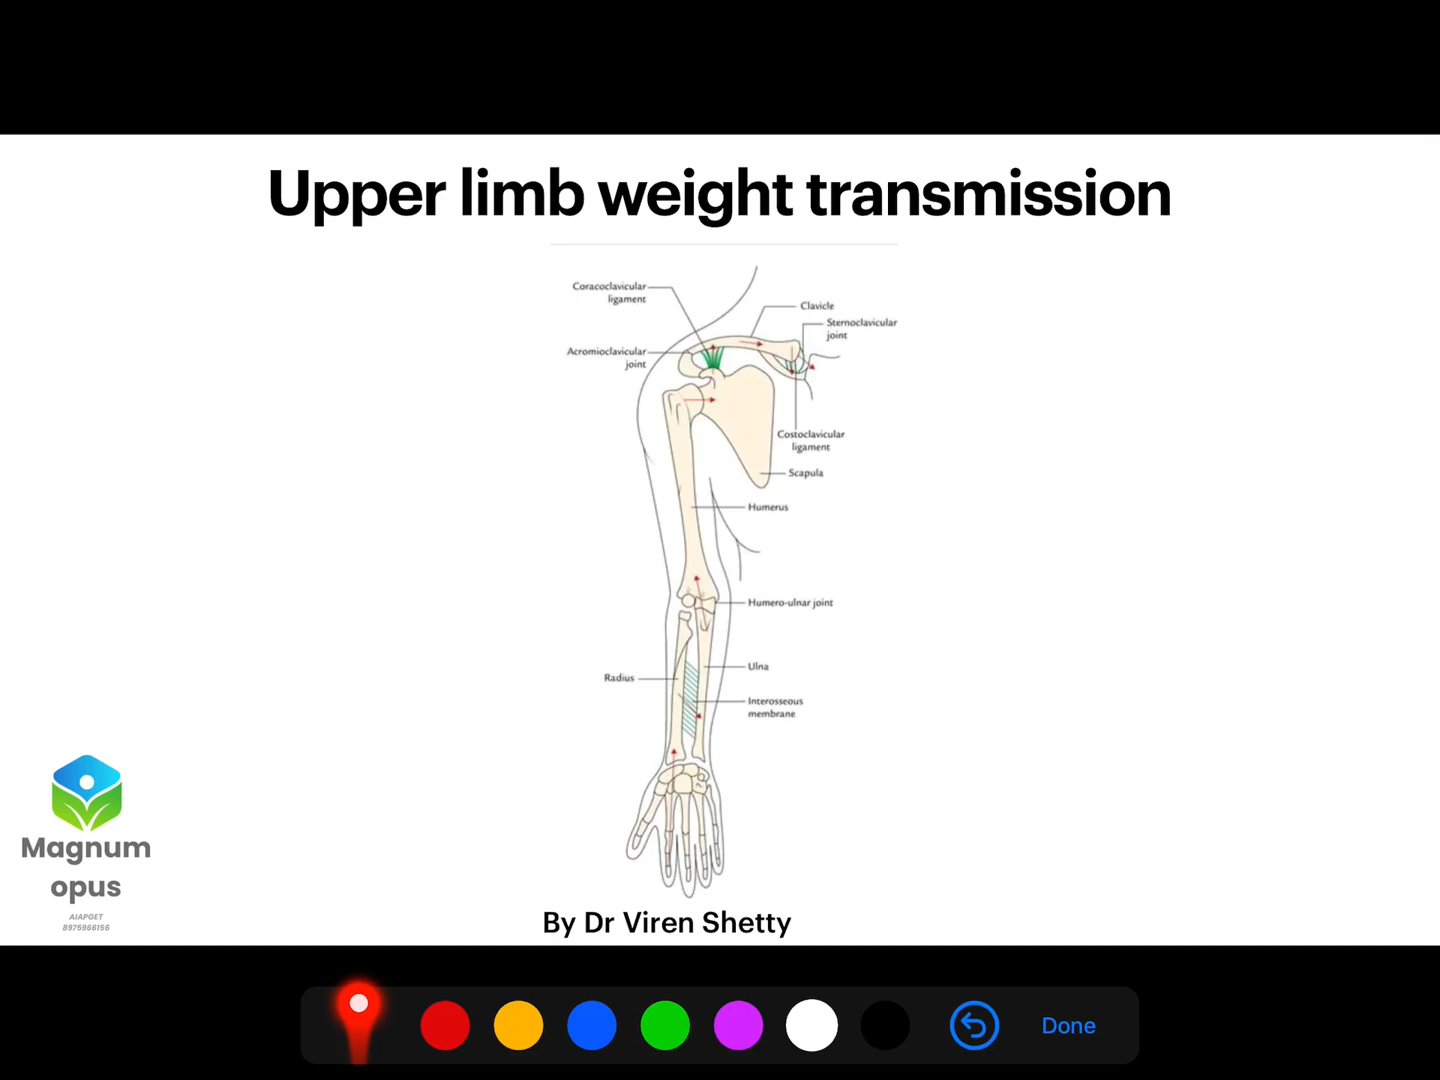 Upper limb weight transmission
Coracoclavicular
ligament
Clavicle
Sternoclavicular
joint
Acromioclavicular
joint
Costoclavicular
ligament
Scapula
Humerus
Humero-ulnar joint
Ulna
Radius
Interosseous
membrane
Magnum
opus
AIAPGET
8975966156
By Dr Viren Shetty
Done